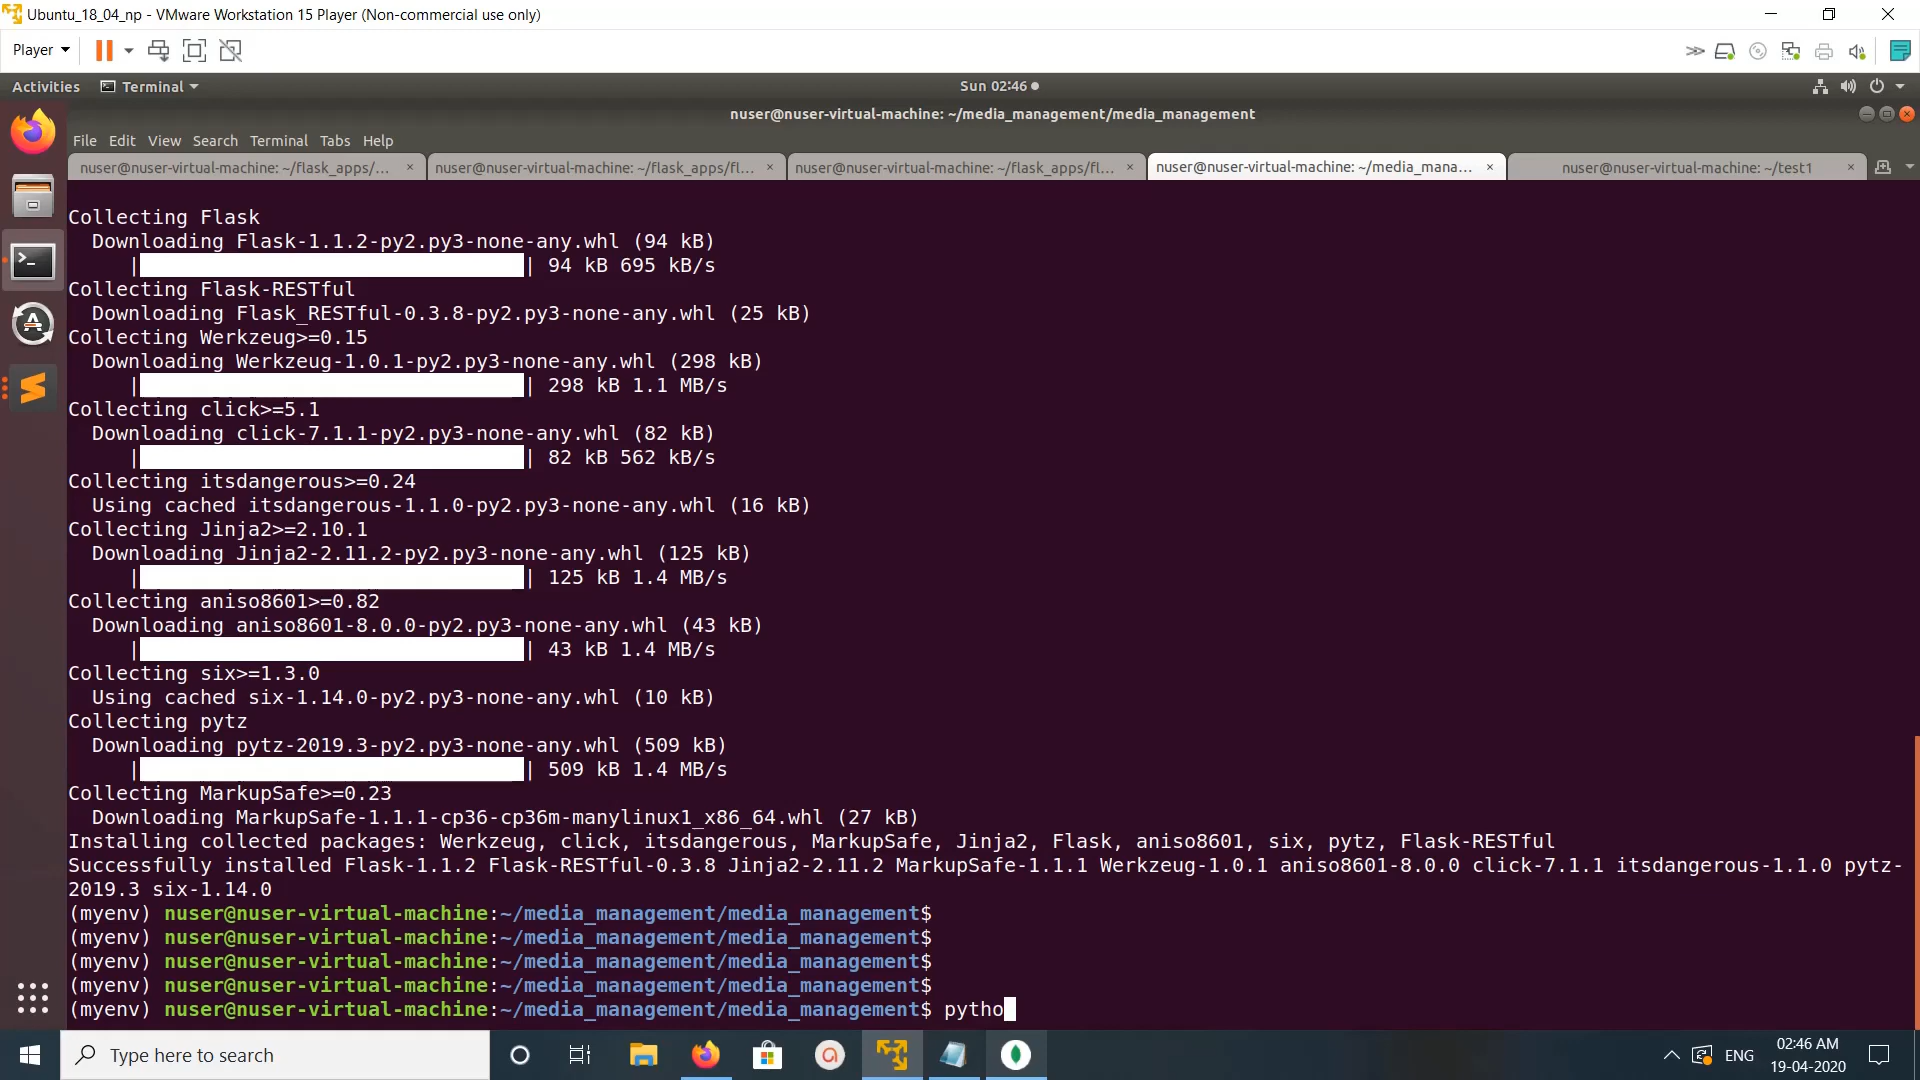 Ubuntu_18_04_np - VMware Workstation 15 Player (Non-commercial use only)
Player
Activities
Terminal
Sun 02:46
nuser@nuser-virtual-machine: ~/media_management/media_management
File Edit View Search Terminal Tabs Help
nuser@nuser-virtual-machine: ~/flask_apps/...
nuser@nuser-virtual-machine: ~/flask_apps/fl...
nuser@nuser-virtual-machine: ~/flask_apps/fl...
nuser@nuser-virtual-machine: ~/media_mana...
nuser@nuser-virtual-machine: ~/test1
Collecting Flask
  Downloading Flask-1.1.2-py2.py3-none-any.whl (94 kB)
     | | 94 kB 695 kB/s
Collecting Flask-RESTful
  Downloading Flask_RESTful-0.3.8-py2.py3-none-any.whl (25 kB)
Collecting Werkzeug>=0.15
  Downloading Werkzeug-1.0.1-py2.py3-none-any.whl (298 kB)
     | | 298 kB 1.1 MB/s
Collecting click>=5.1
  Downloading click-7.1.1-py2.py3-none-any.whl (82 kB)
     | | 82 kB 562 kB/s
Collecting itsdangerous>=0.24
  Using cached itsdangerous-1.1.0-py2.py3-none-any.whl (16 kB)
Collecting Jinja2>=2.10.1
  Downloading Jinja2-2.11.2-py2.py3-none-any.whl (125 kB)
     | | 125 kB 1.4 MB/s
Collecting aniso8601>=0.82
  Downloading aniso8601-8.0.0-py2.py3-none-any.whl (43 kB)
     | | 43 kB 1.4 MB/s
Collecting six>=1.3.0
  Using cached six-1.14.0-py2.py3-none-any.whl (10 kB)
Collecting pytz
  Downloading pytz-2019.3-py2.py3-none-any.whl (509 kB)
     | | 509 kB 1.4 MB/s
Collecting MarkupSafe>=0.23
  Downloading MarkupSafe-1.1.1-cp36-cp36m-manylinux1_x86_64.whl (27 kB)
Installing collected packages: Werkzeug, click, itsdangerous, MarkupSafe, Jinja2, Flask, aniso8601, six, pytz, Flask-RESTful
Successfully installed Flask-1.1.2 Flask-RESTful-0.3.8 Jinja2-2.11.2 MarkupSafe-1.1.1 Werkzeug-1.0.1 aniso8601-8.0.0 click-7.1.1 itsdangerous-1.1.0 pytz-
2019.3 six-1.14.0
(myenv) nuser@nuser-virtual-machine:~/media_management/media_management$
(myenv) nuser@nuser-virtual-machine:~/media_management/media_management$
(myenv) nuser@nuser-virtual-machine:~/media_management/media_management$
(myenv) nuser@nuser-virtual-machine:~/media_management/media_management$
(myenv) nuser@nuser-virtual-machine:~/media_management/media_management$ pytho
Type here to search
ENG
02:46 AM
19-04-2020